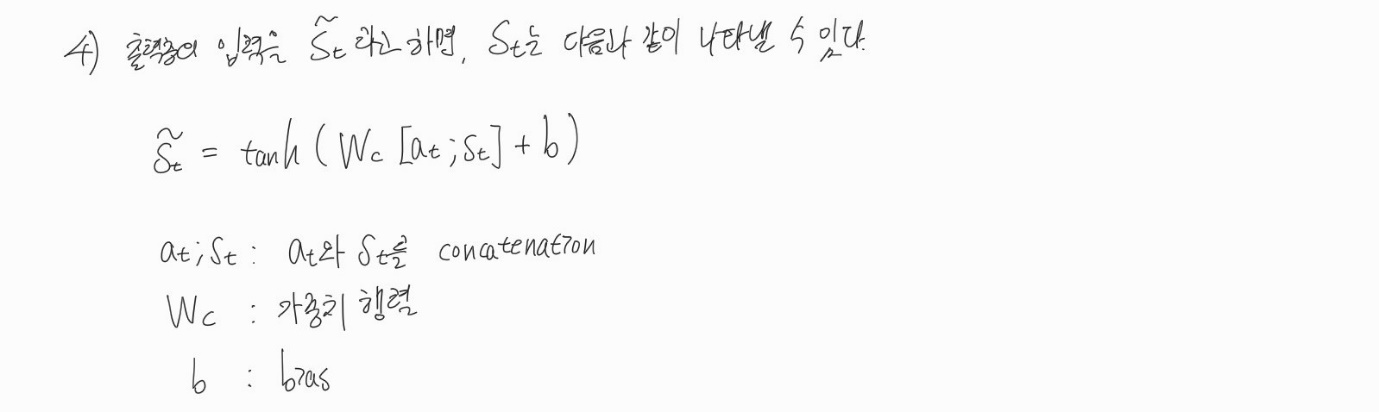 4) 출력층의 입력을 S̃t 라고 하면, St는 다음과 같이 나타낼 수 있다.
S̃t = tanh ( Wc [at ; St] + b )
at ; St : at와 St를 concatenation
Wc : 가중치 행렬
b : bias